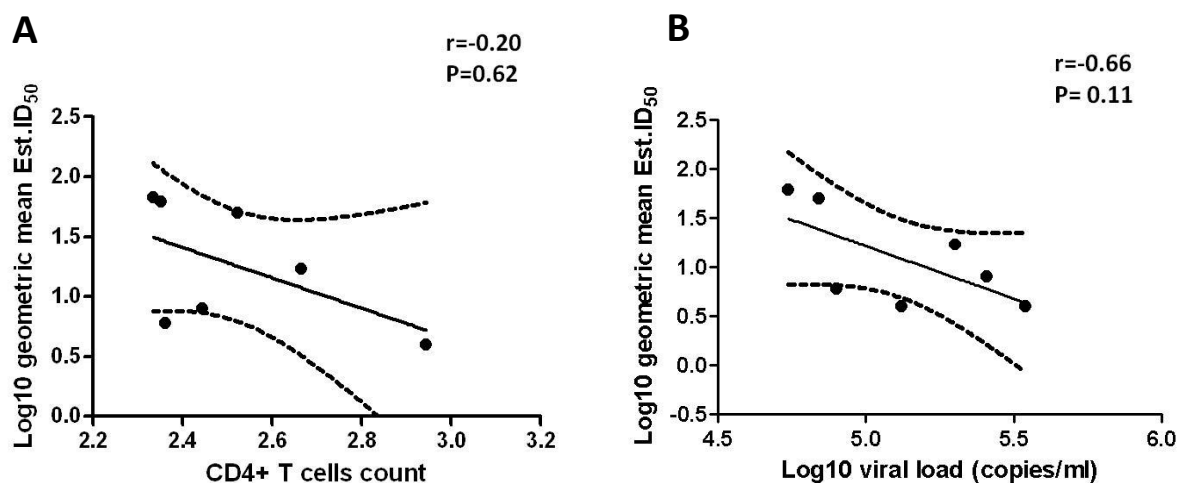 A
r=-0.20
P=0.62
Log10 geometric mean Est.ID50
2.5
2.0
1.5
1.0
0.5
0.0
2.2 2.4 2.6 2.8 3.0 3.2
CD4+ T cells count
B
r=-0.66
P= 0.11
Log10 geometric mean Est.ID50
2.5
2.0
1.5
1.0
0.5
0.0
-0.5
4.5 5.0 5.5 6.0
Log10 viral load (copies/ml)